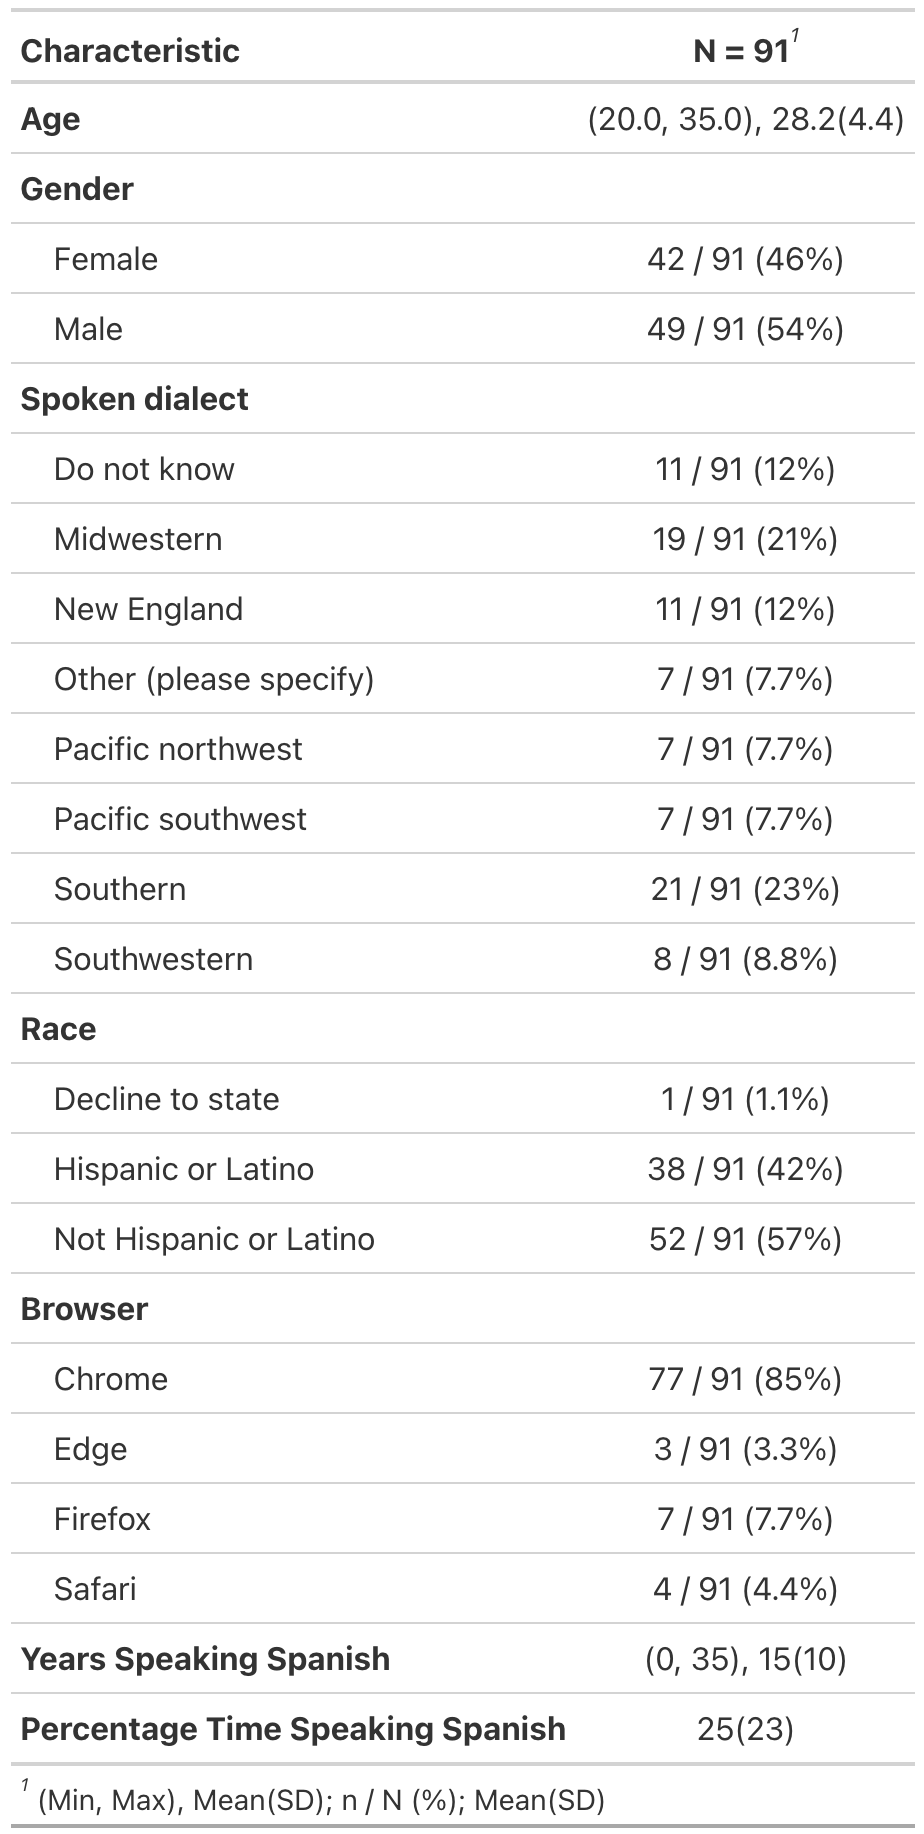 Characteristic N = 91¹
Age (20.0, 35.0), 28.2(4.4)
Gender
Female 42 / 91 (46%)
Male 49 / 91 (54%)
Spoken dialect
Do not know 11 / 91 (12%)
Midwestern 19 / 91 (21%)
New England 11 / 91 (12%)
Other (please specify) 7 / 91 (7.7%)
Pacific northwest 7 / 91 (7.7%)
Pacific southwest 7 / 91 (7.7%)
Southern 21 / 91 (23%)
Southwestern 8 / 91 (8.8%)
Race
Decline to state 1 / 91 (1.1%)
Hispanic or Latino 38 / 91 (42%)
Not Hispanic or Latino 52 / 91 (57%)
Browser
Chrome 77 / 91 (85%)
Edge 3 / 91 (3.3%)
Firefox 7 / 91 (7.7%)
Safari 4 / 91 (4.4%)
Years Speaking Spanish (0, 35), 15(10)
Percentage Time Speaking Spanish 25(23)
¹ (Min, Max), Mean(SD); n / N (%); Mean(SD)